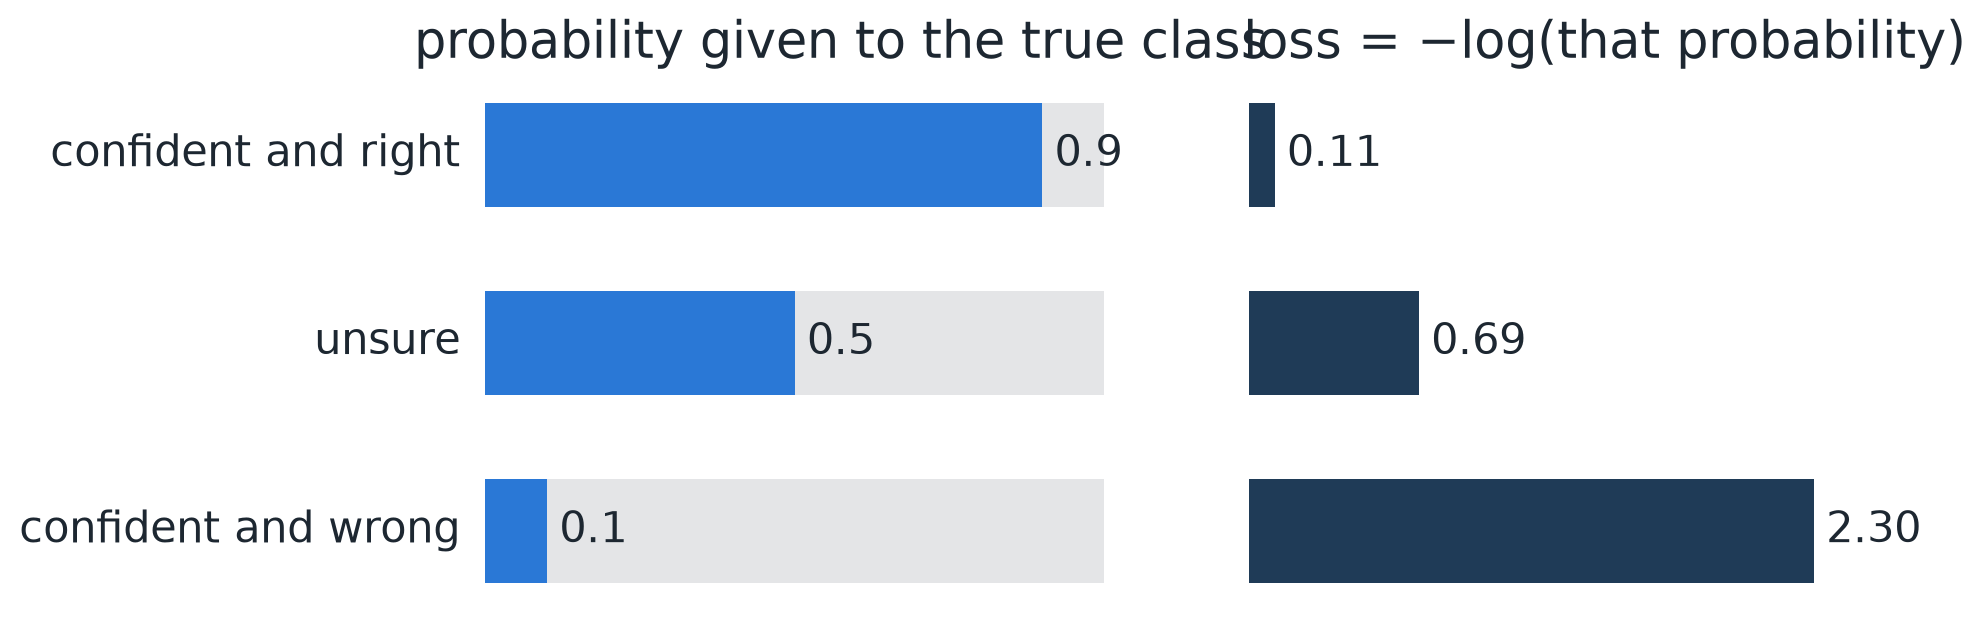 probability given to the true class
loss = −log(that probability)
confident and right
0.9
0.11
unsure
0.5
0.69
confident and wrong
0.1
2.30